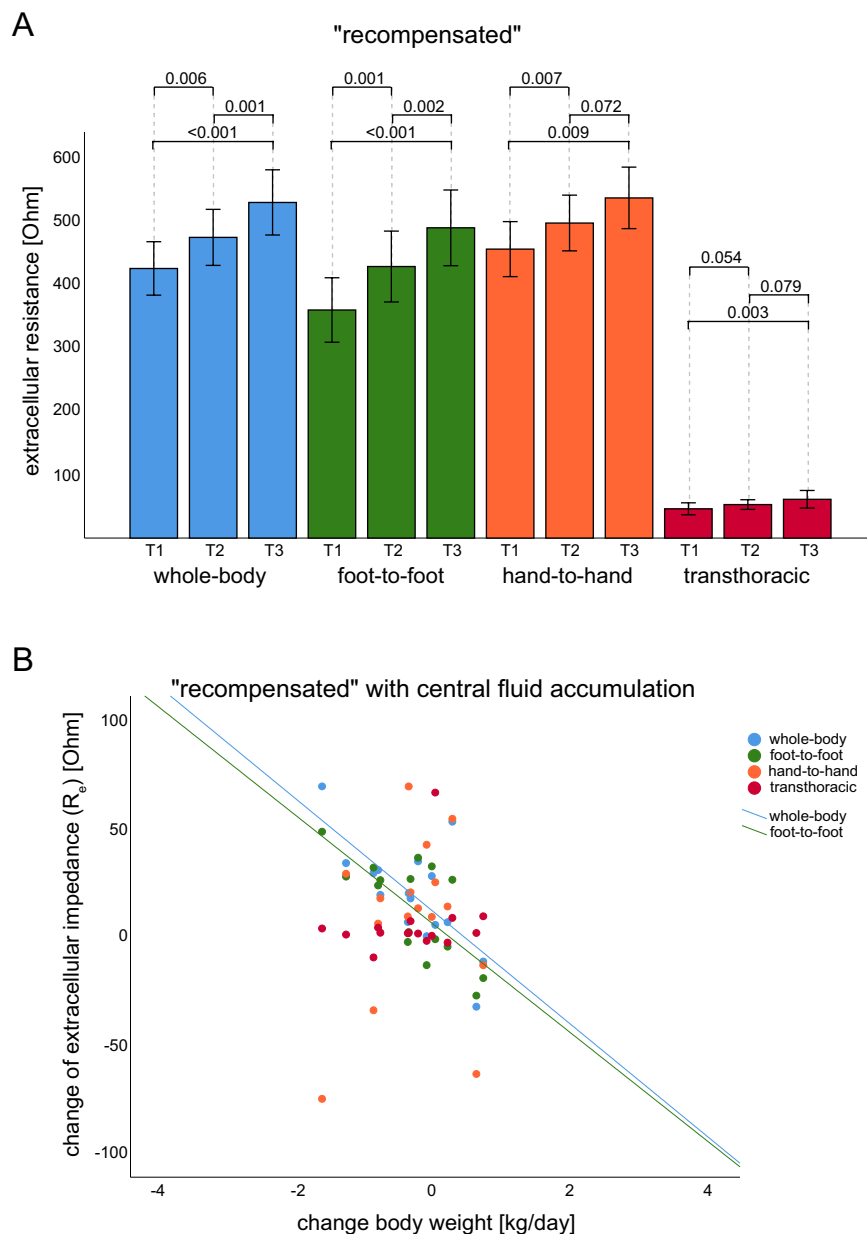 A
"recompensated"
0.006
0.001
0.007
0.001
0.002
0.072
<0.001
<0.001
0.009
600
500
400
300
200
100
extracellular resistance [Ohm]
0.054
0.079
0.003
T1 T2 T3 T1 T2 T3 T1 T2 T3 T1 T2 T3
whole-body foot-to-foot hand-to-hand transthoracic
B
"recompensated" with central fluid accumulation
100
50
0
-50
-100
change of extracellular impedance (Re) [Ohm]
whole-body
foot-to-foot
hand-to-hand
transthoracic
whole-body
foot-to-foot
-4 -2 0 2 4
change body weight [kg/day]